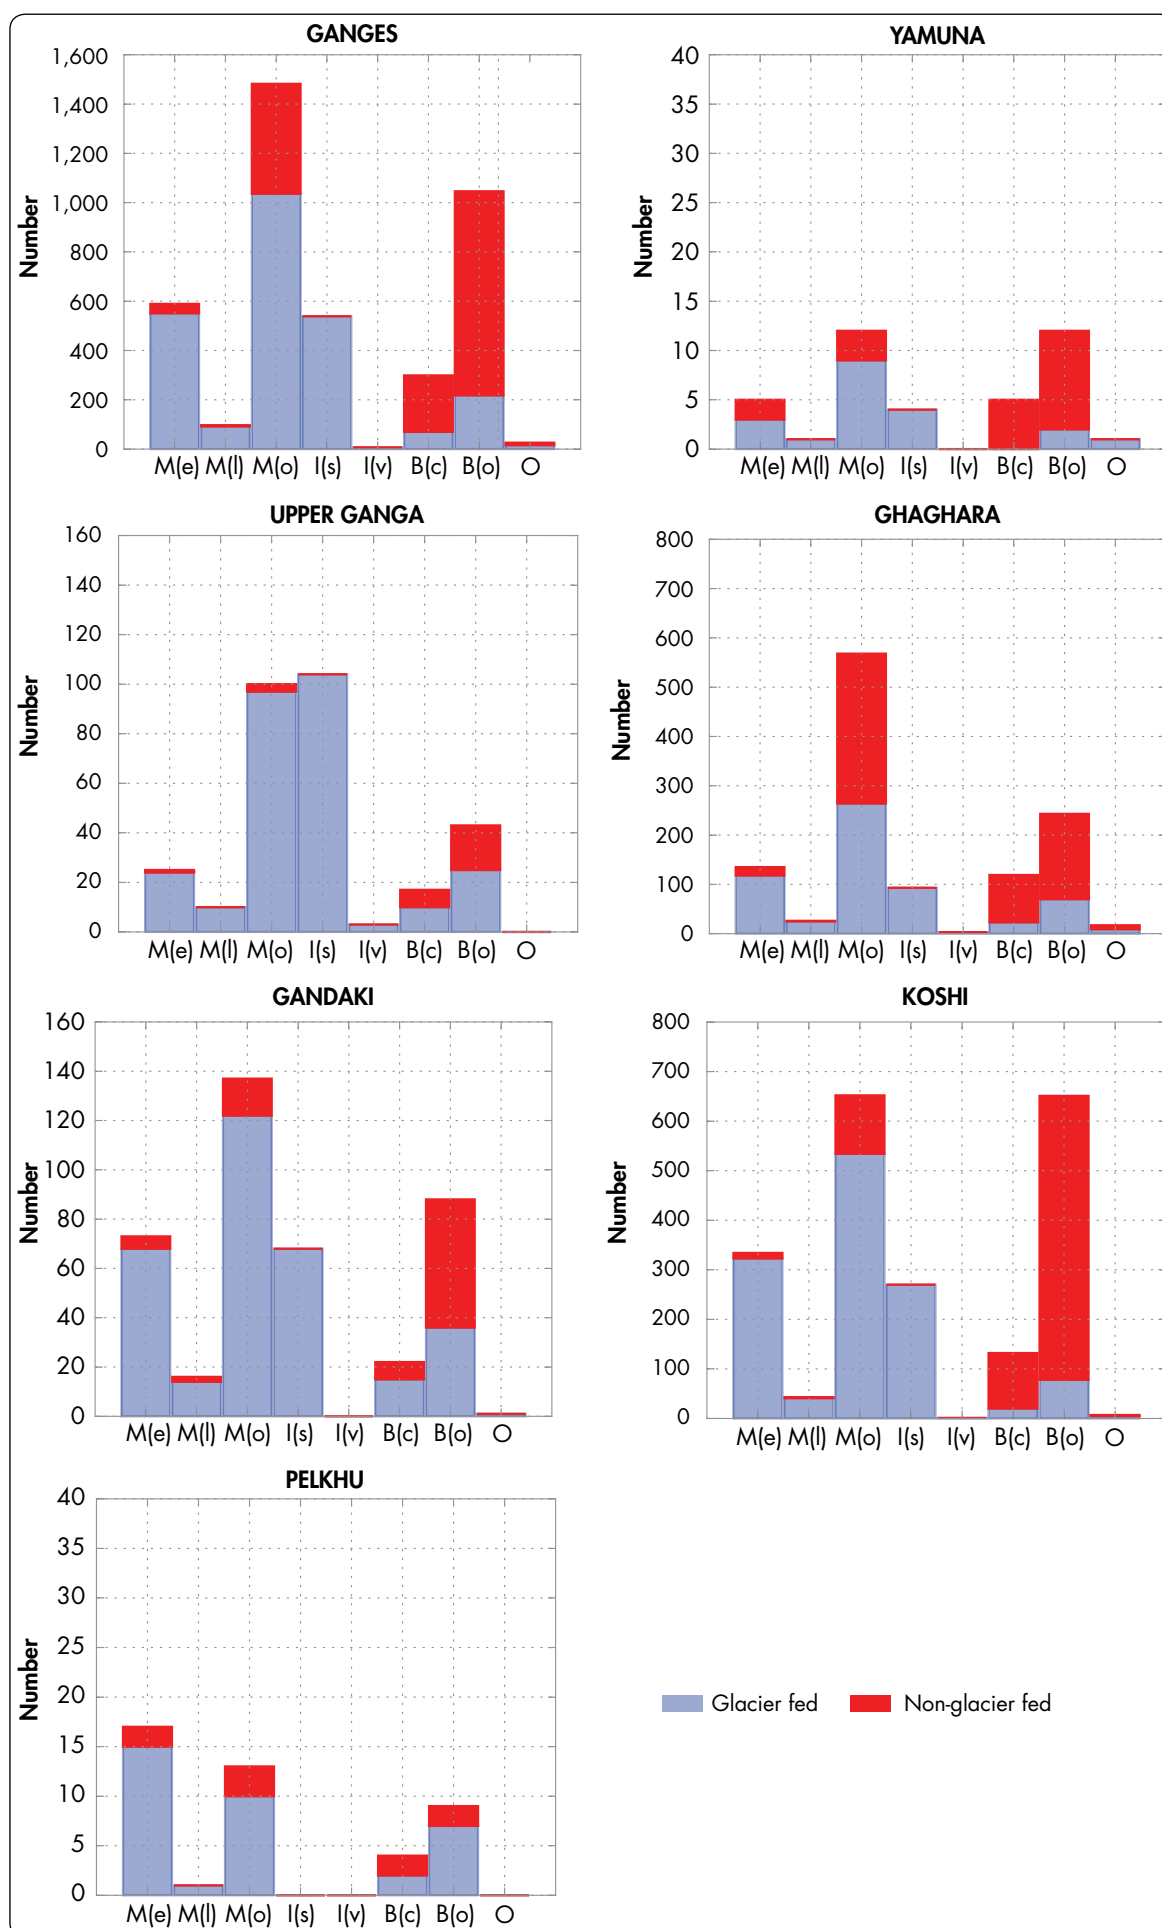 GANGES
1,600
1,400
1,200
1,000
800
600
400
200
0
Number
M(e) M(l) M(o) I(s) I(v) B(c) B(o) O
YAMUNA
40
35
30
25
20
15
10
5
0
Number
M(e) M(l) M(o) I(s) I(v) B(c) B(o) O
UPPER GANGA
160
140
120
100
80
60
40
20
0
Number
M(e) M(l) M(o) I(s) I(v) B(c) B(o) O
GHAGHARA
800
700
600
500
400
300
200
100
0
Number
M(e) M(l) M(o) I(s) I(v) B(c) B(o) O
GANDAKI
160
140
120
100
80
60
40
20
0
Number
M(e) M(l) M(o) I(s) I(v) B(c) B(o) O
KOSHI
800
700
600
500
400
300
200
100
0
Number
M(e) M(l) M(o) I(s) I(v) B(c) B(o) O
PELKHU
40
35
30
25
20
15
10
5
0
Number
M(e) M(l) M(o) I(s) I(v) B(c) B(o) O
Glacier fed
Non-glacier fed